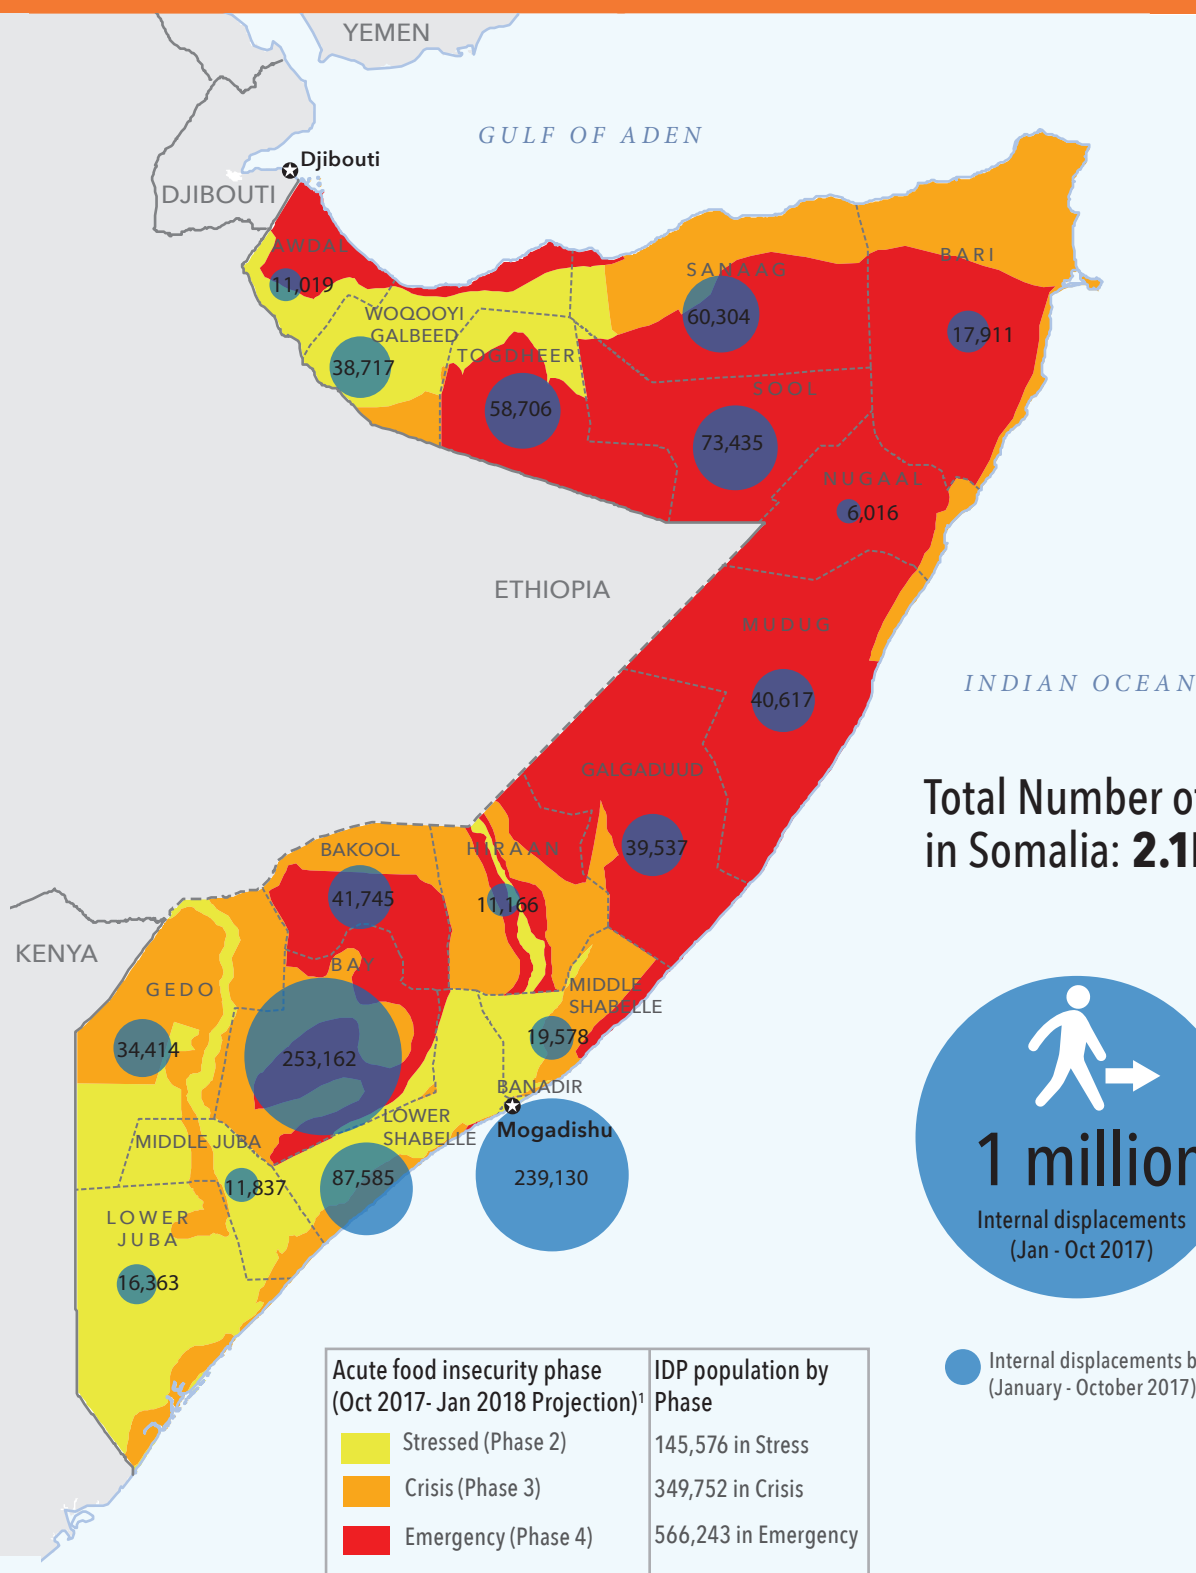 YEMEN
GULF OF ADEN
Djibouti
DJIBOUTI
AWDAL
11,019
WOQOOYI
GALBEED
38,717
TOGDHEER
58,706
SANAAG
60,304
BARI
17,911
SOOL
73,435
NUGAAL
6,016
ETHIOPIA
MUDUG
40,617
INDIAN OCEAN
GALGADUUD
39,537
Total Number of
in Somalia: 2.1
BAKOOL
41,745
HIRAAN
11,166
KENYA
GEDO
34,414
BAY
253,162
MIDDLE
SHABELLE
19,578
BANADIR
Mogadishu
239,130
LOWER
SHABELLE
87,585
MIDDLE JUBA
11,837
LOWER
JUBA
16,363
1 million
Internal displacements
(Jan - Oct 2017)
Internal displacements b
(January - October 2017)
Acute food insecurity phase
(Oct 2017- Jan 2018 Projection)¹
IDP population by
Phase
Stressed (Phase 2)
145,576 in Stress
Crisis (Phase 3)
349,752 in Crisis
Emergency (Phase 4)
566,243 in Emergency